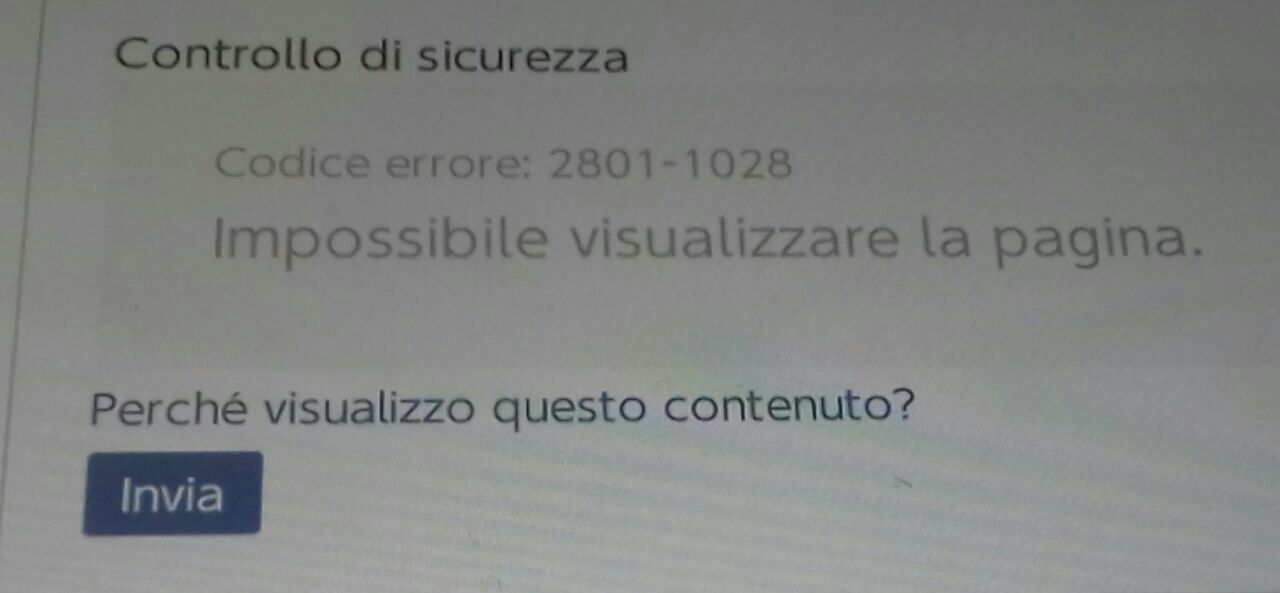 Controllo di sicurezza
Codice errore: 2801-1028
Impossibile visualizzare la pagina.
Perché visualizzo questo contenuto?
Invia